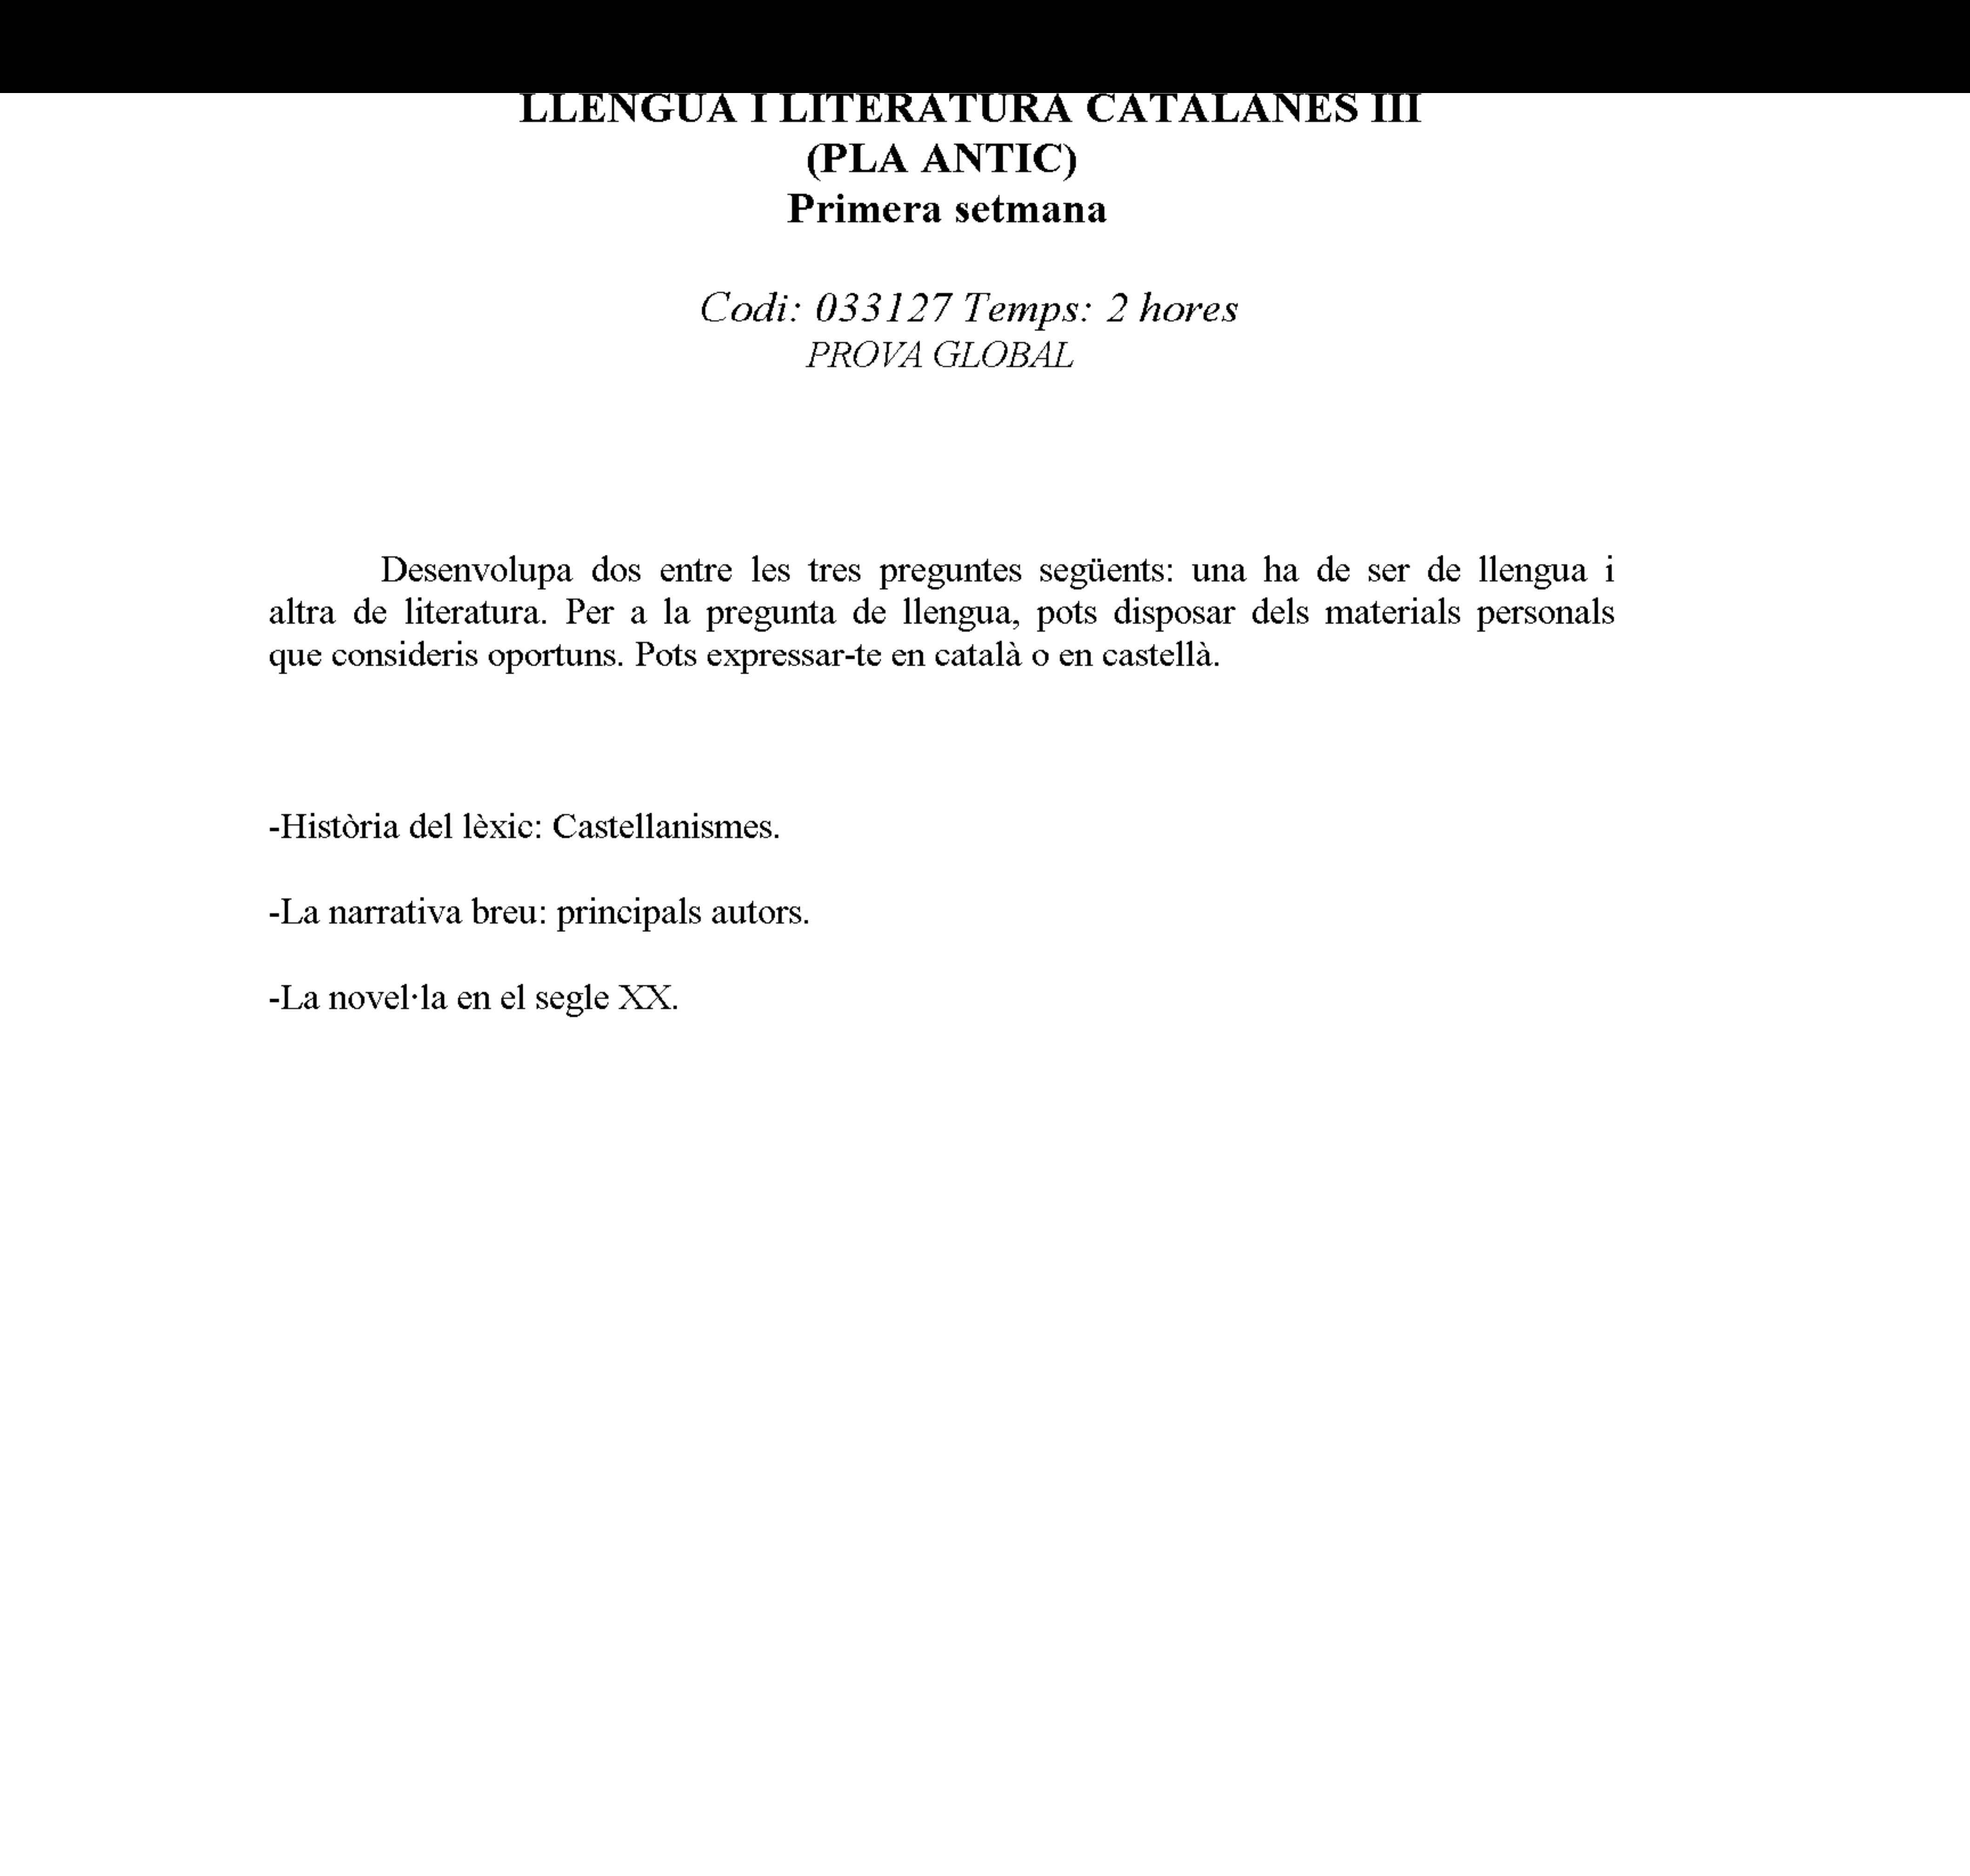 LLENGUA I LITERATURA CATALANES III
(PLA ANTIC)
Primera setmana
Codi: 033127 Temps: 2 hores
PROVA GLOBAL
Desenvolupa dos entre les tres preguntes següents: una ha de ser de llengua i
altra de literatura. Per a la pregunta de llengua, pots disposar dels materials personals
que consideris oportuns. Pots expressar-te en català o en castellà.
-Història del lèxic: Castellanismes.
-La narrativa breu: principals autors.
-La novel·la en el segle XX.